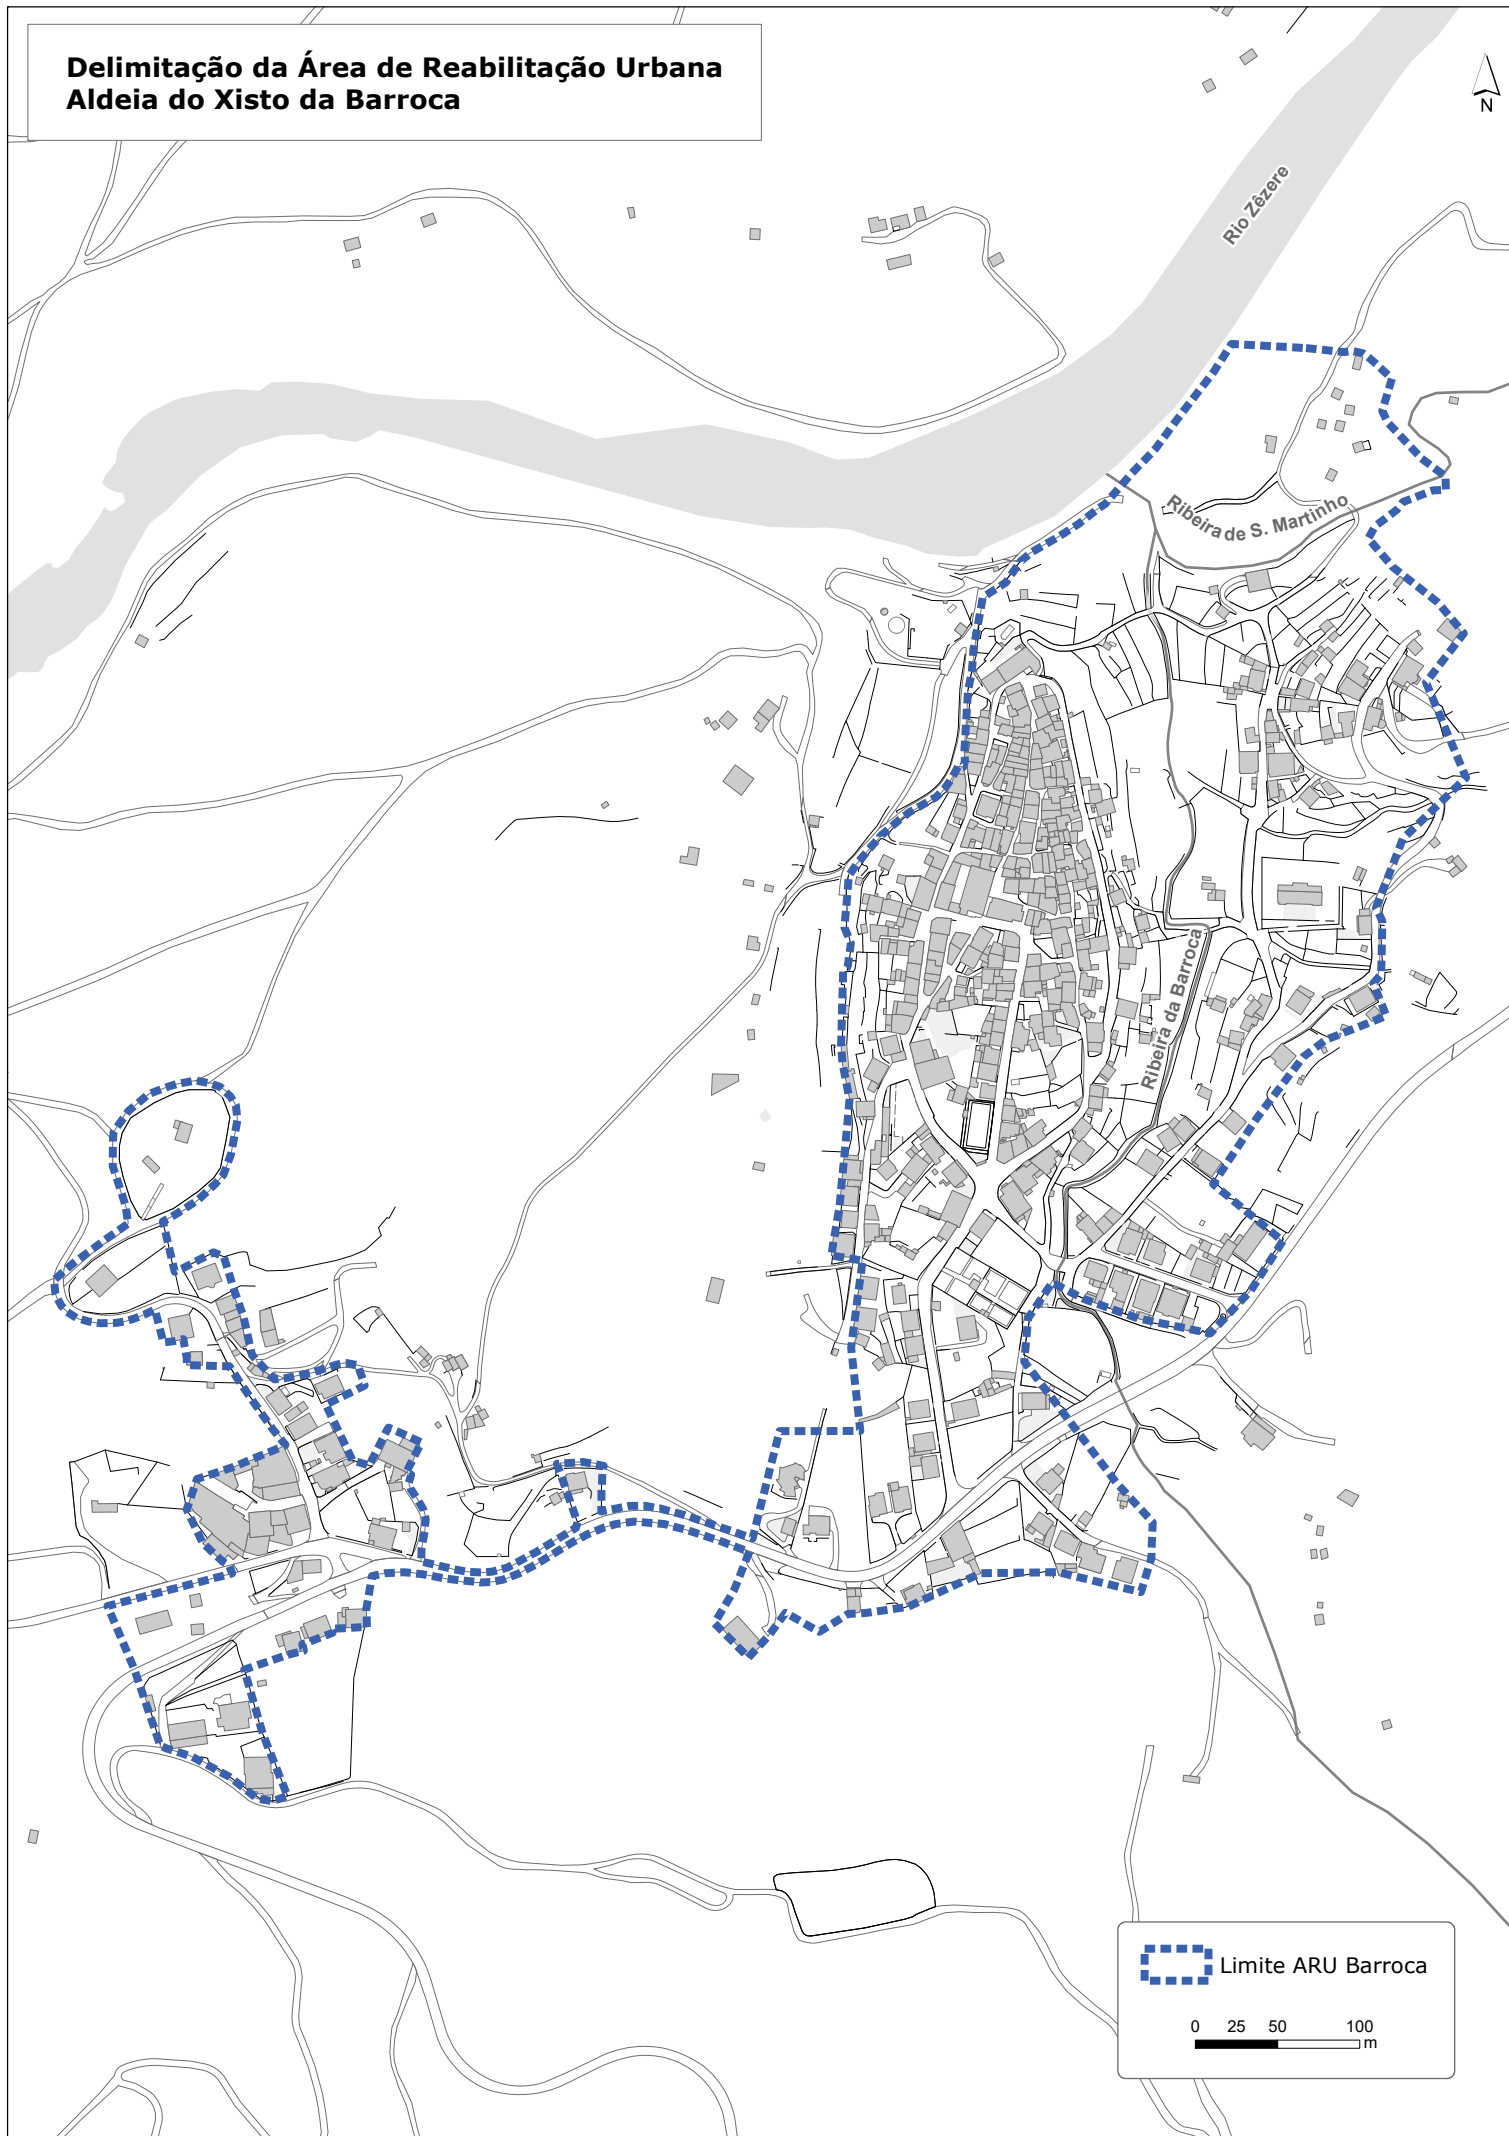 Delimitação da Área de Reabilitação Urbana
Aldeia do Xisto da Barroca
N
Rio Zêzere
Ribeira de S. Martinho
Ribeira da Barroca
Limite ARU Barroca
0 25 50 100
m